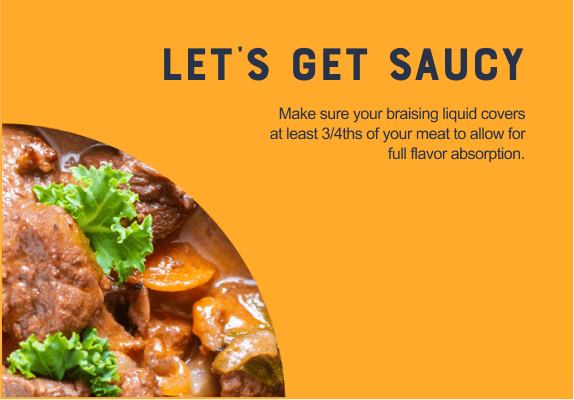 LET'S GET SAUCY
Make sure your braising liquid covers
at least 3/4ths of your meat to allow for
full flavor absorption.